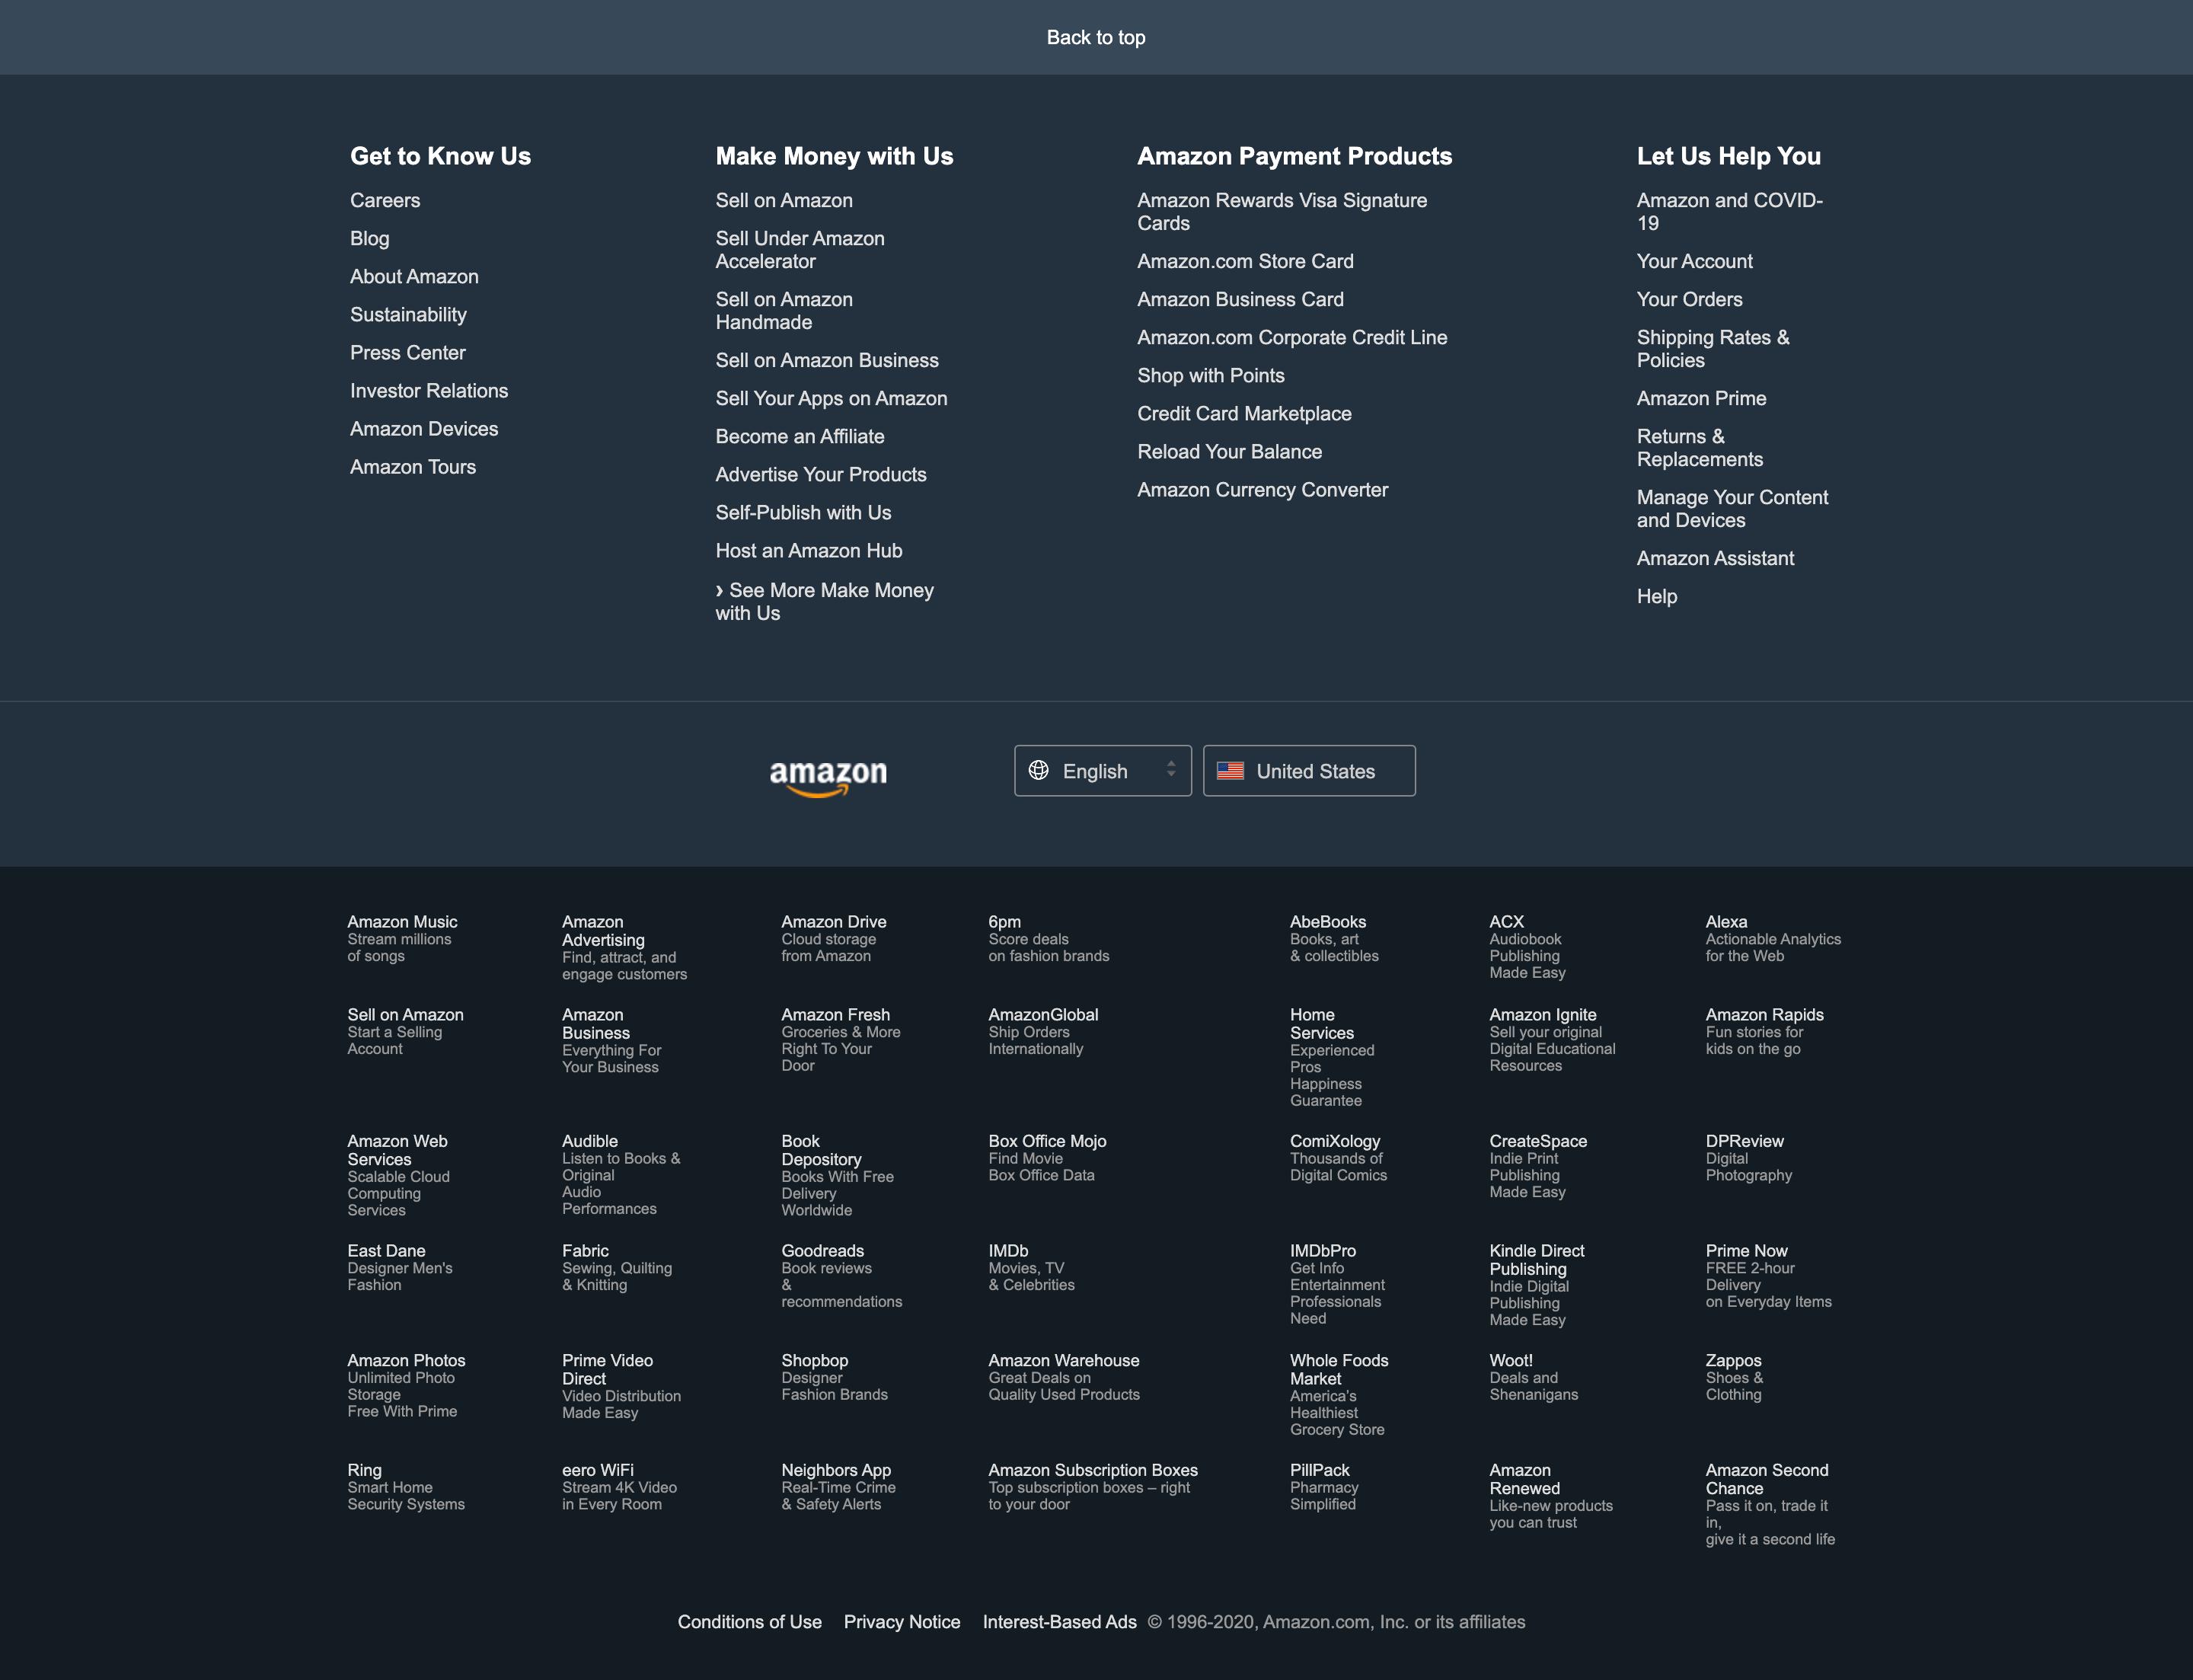 Back to top
Get to Know Us
Careers
Blog
About Amazon
Sustainability
Press Center
Investor Relations
Amazon Devices
Amazon Tours
Make Money with Us
Sell on Amazon
Sell Under Amazon
Accelerator
Sell on Amazon
Handmade
Sell on Amazon Business
Sell Your Apps on Amazon
Become an Affiliate
Advertise Your Products
Self-Publish with Us
Host an Amazon Hub
› See More Make Money
with Us
Amazon Payment Products
Amazon Rewards Visa Signature
Cards
Amazon.com Store Card
Amazon Business Card
Amazon.com Corporate Credit Line
Shop with Points
Credit Card Marketplace
Reload Your Balance
Amazon Currency Converter
Let Us Help You
Amazon and COVID-
19
Your Account
Your Orders
Shipping Rates &
Policies
Amazon Prime
Returns &
Replacements
Manage Your Content
and Devices
Amazon Assistant
Help
amazon
English
United States
Amazon Music
Stream millions
of songs
Amazon
Advertising
Find, attract, and
engage customers
Amazon Drive
Cloud storage
from Amazon
6pm
Score deals
on fashion brands
AbeBooks
Books, art
& collectibles
ACX
Audiobook
Publishing
Made Easy
Alexa
Actionable Analytics
for the Web
Sell on Amazon
Start a Selling
Account
Amazon
Business
Everything For
Your Business
Amazon Fresh
Groceries & More
Right To Your
Door
AmazonGlobal
Ship Orders
Internationally
Home
Services
Experienced
Pros
Happiness
Guarantee
Amazon Ignite
Sell your original
Digital Educational
Resources
Amazon Rapids
Fun stories for
kids on the go
Amazon Web
Services
Scalable Cloud
Computing
Services
Audible
Listen to Books &
Original
Audio
Performances
Book
Depository
Books With Free
Delivery
Worldwide
Box Office Mojo
Find Movie
Box Office Data
ComiXology
Thousands of
Digital Comics
CreateSpace
Indie Print
Publishing
Made Easy
DPReview
Digital
Photography
East Dane
Designer Men's
Fashion
Fabric
Sewing, Quilting
& Knitting
Goodreads
Book reviews
&
recommendations
IMDb
Movies, TV
& Celebrities
IMDbPro
Get Info
Entertainment
Professionals
Need
Kindle Direct
Publishing
Indie Digital
Publishing
Made Easy
Prime Now
FREE 2-hour
Delivery
on Everyday Items
Amazon Photos
Unlimited Photo
Storage
Free With Prime
Prime Video
Direct
Video Distribution
Made Easy
Shopbop
Designer
Fashion Brands
Amazon Warehouse
Great Deals on
Quality Used Products
Whole Foods
Market
America's
Healthiest
Grocery Store
Woot!
Deals and
Shenanigans
Zappos
Shoes &
Clothing
Ring
Smart Home
Security Systems
eero WiFi
Stream 4K Video
in Every Room
Neighbors App
Real-Time Crime
& Safety Alerts
Amazon Subscription Boxes
Top subscription boxes – right
to your door
PillPack
Pharmacy
Simplified
Amazon
Renewed
Like-new products
you can trust
Amazon Second
Chance
Pass it on, trade it
in,
give it a second life
Conditions of Use Privacy Notice Interest-Based Ads © 1996-2020, Amazon.com, Inc. or its affiliates